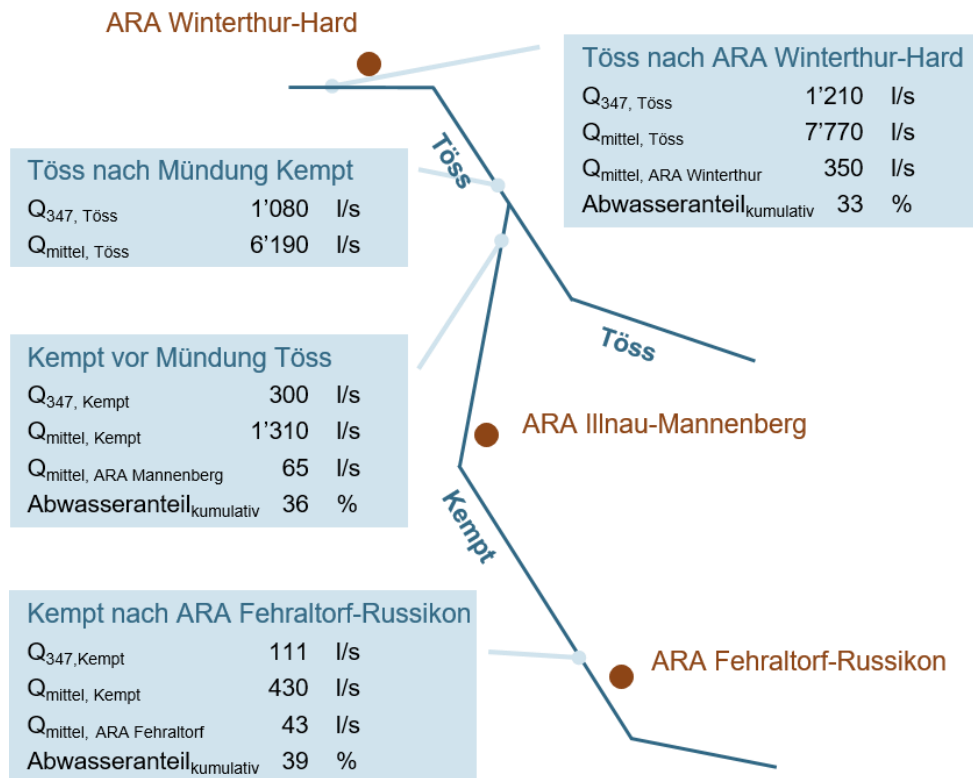 ARA Winterthur-Hard
Töss nach ARA Winterthur-Hard
Q347, Töss 1'210 l/s
Qmittel, Töss 7'770 l/s
Qmittel, ARA Winterthur 350 l/s
Abwasseranteilkumulativ 33 %
Töss
Töss nach Mündung Kempt
Q347, Töss 1'080 l/s
Qmittel, Töss 6'190 l/s
Töss
Kempt vor Mündung Töss
Q347, Kempt 300 l/s
Qmittel, Kempt 1'310 l/s
Qmittel, ARA Mannenberg 65 l/s
Abwasseranteilkumulativ 36 %
ARA Illnau-Mannenberg
Kempt
Kempt nach ARA Fehraltorf-Russikon
Q347,Kempt 111 l/s
Qmittel, Kempt 430 l/s
Qmittel, ARA Fehraltorf 43 l/s
Abwasseranteilkumulativ 39 %
ARA Fehraltorf-Russikon